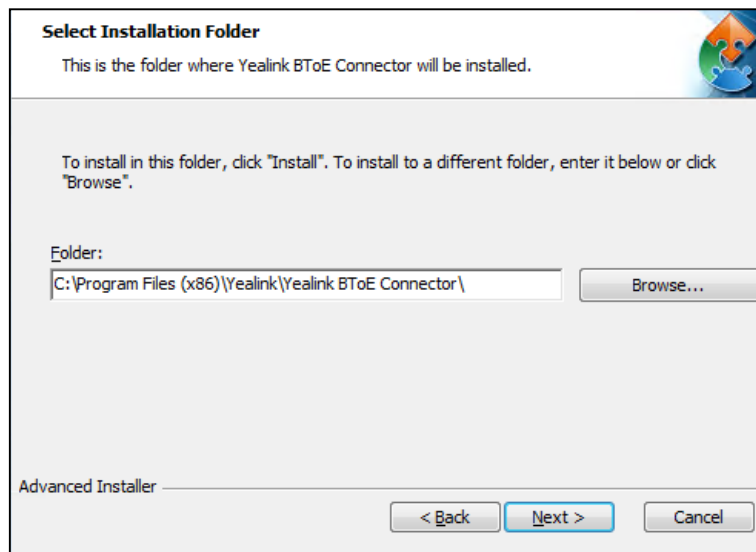 Select Installation Folder
This is the folder where Yealink BToE Connector will be installed.
To install in this folder, click "Install". To install to a different folder, enter it below or click
"Browse".
Folder:
C:\Program Files (x86)\Yealink\Yealink BToE Connector\
Browse...
Advanced Installer
< Back
Next >
Cancel